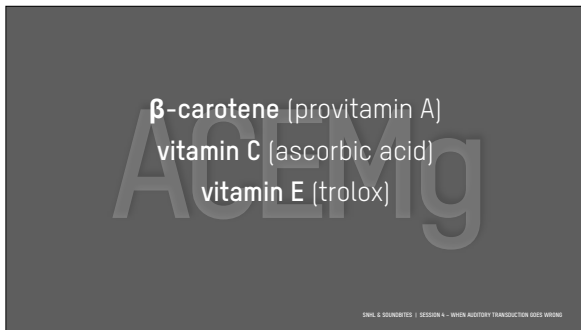 ACEMg
β-carotene (provitamin A)
vitamin C (ascorbic acid)
vitamin E (trolox)
SNHL & SOUNDBITES | SESSION 4 – WHEN AUDITORY TRANSDUCTION GOES WRONG